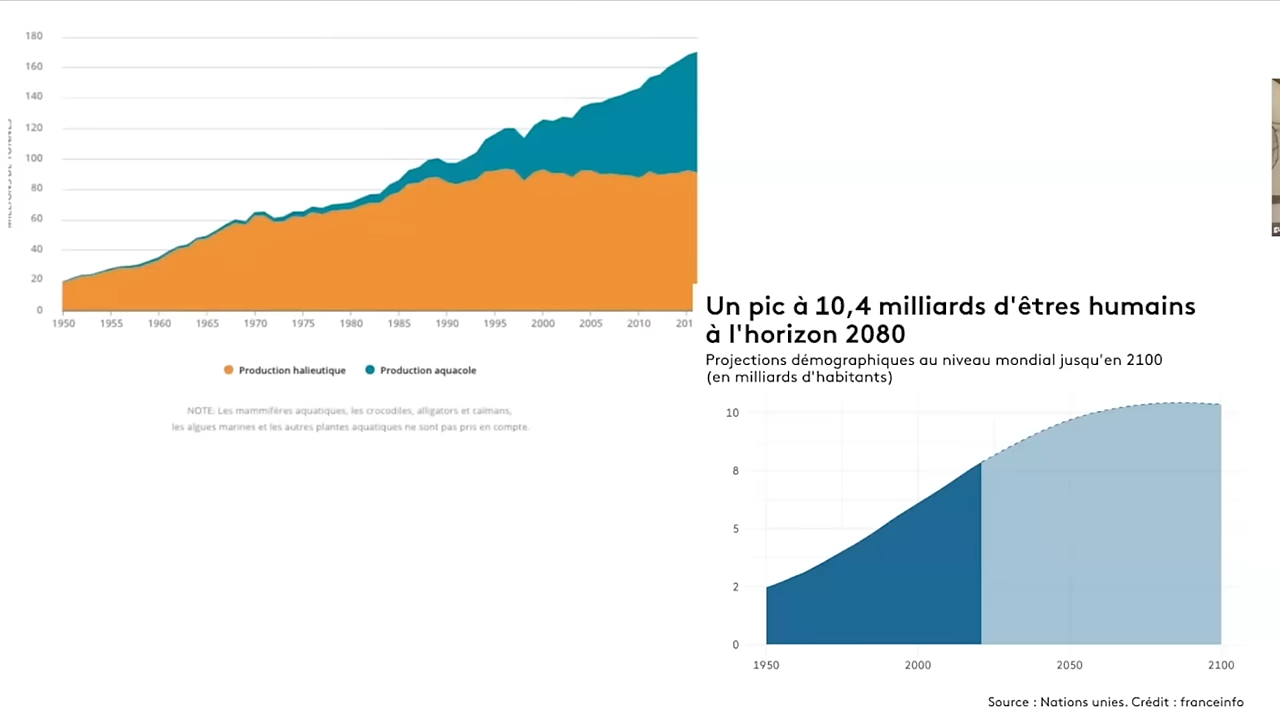 180
160
140
120
100
80
60
40
20
0
MILLIONS DE TONNES
1950 1955 1960 1965 1970 1975 1980 1985 1990 1995 2000 2005 2010 201
Production halieutique Production aquacole
NOTE. Les mammifères aquatiques, les crocodiles, alligators et caïmans,
les algues marines et les autres plantes aquatiques ne sont pas pris en compte.
Un pic à 10,4 milliards d'êtres humains
à l'horizon 2080
Projections démographiques au niveau mondial jusqu'en 2100
(en milliards d'habitants)
10
8
5
2
0
1950 2000 2050 2100
Source : Nations unies. Crédit : franceinfo